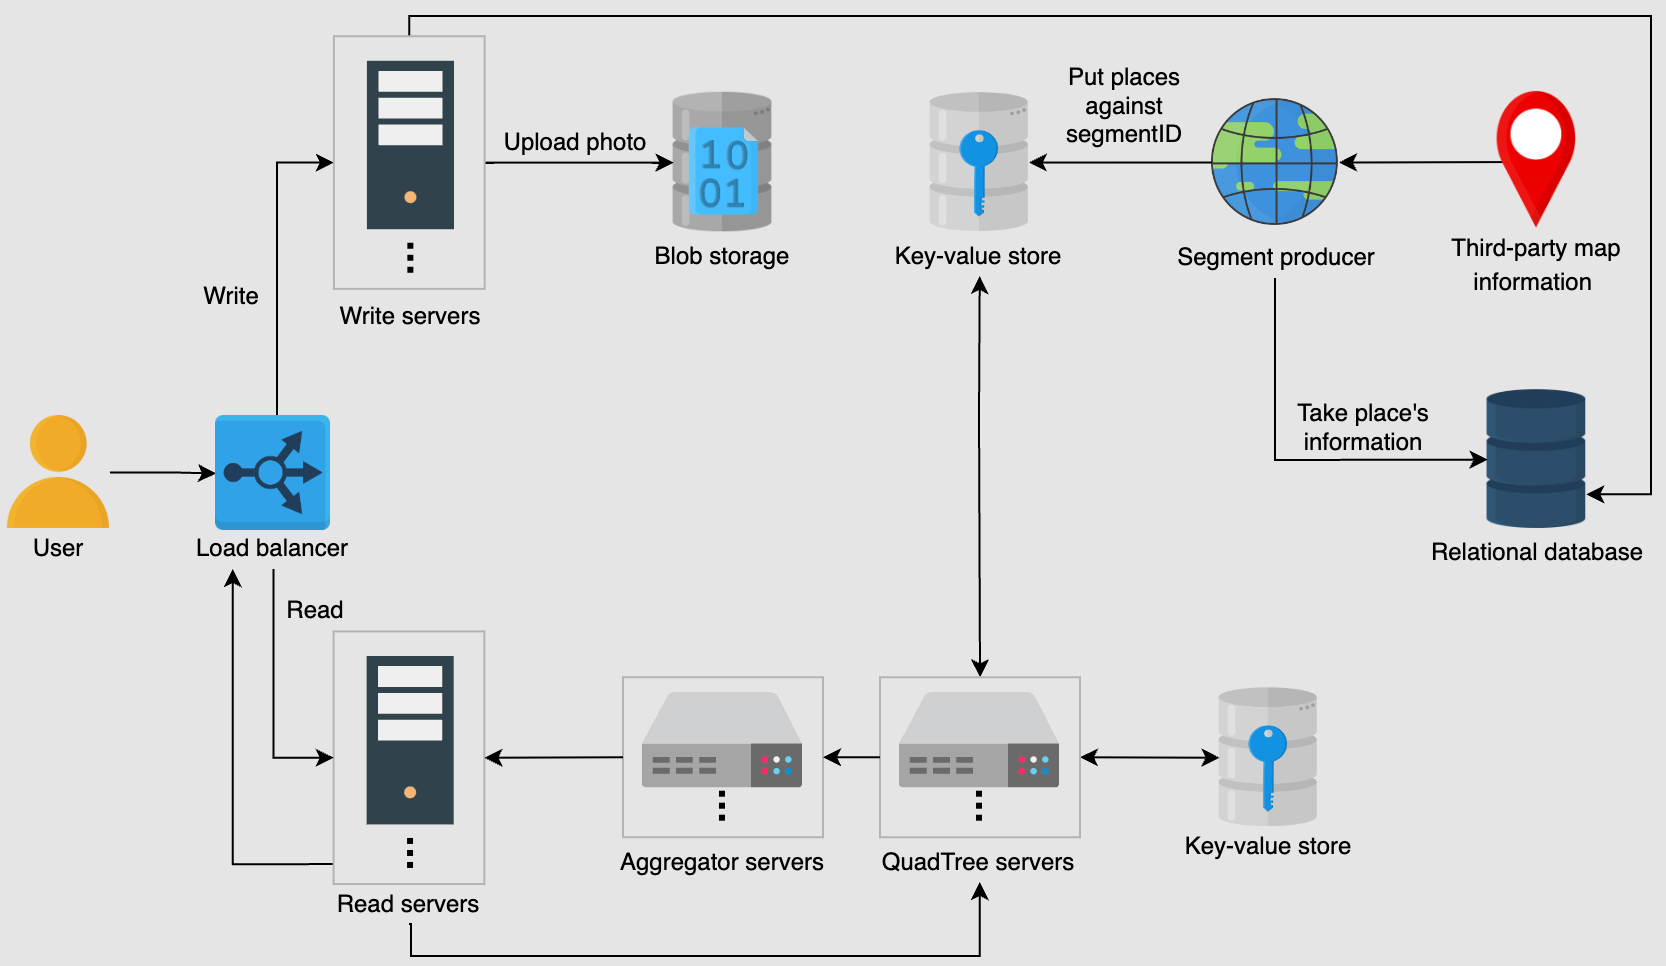 Put places
against
segmentID
Upload photo
10
01
Blob storage
Key-value store
Segment producer
Third-party map
information
Write
Write servers
Take place's
information
User
Load balancer
Relational database
Read
Key-value store
Aggregator servers
QuadTree servers
Read servers